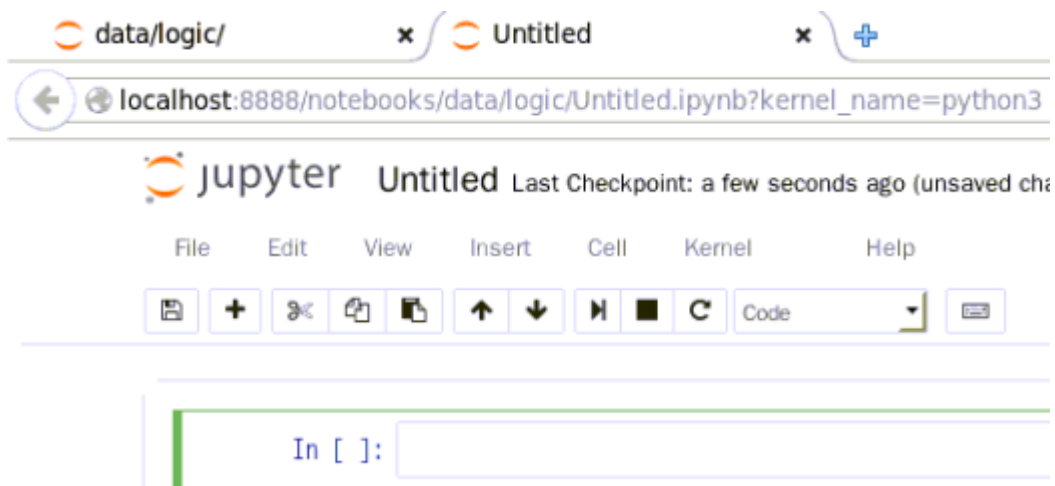 data/logic/ Untitled
localhost:8888/notebooks/data/logic/Untitled.ipynb?kernel_name=python3
jupyter Untitled Last Checkpoint: a few seconds ago (unsaved cha
File Edit View Insert Cell Kernel Help
Code
In [ ]: